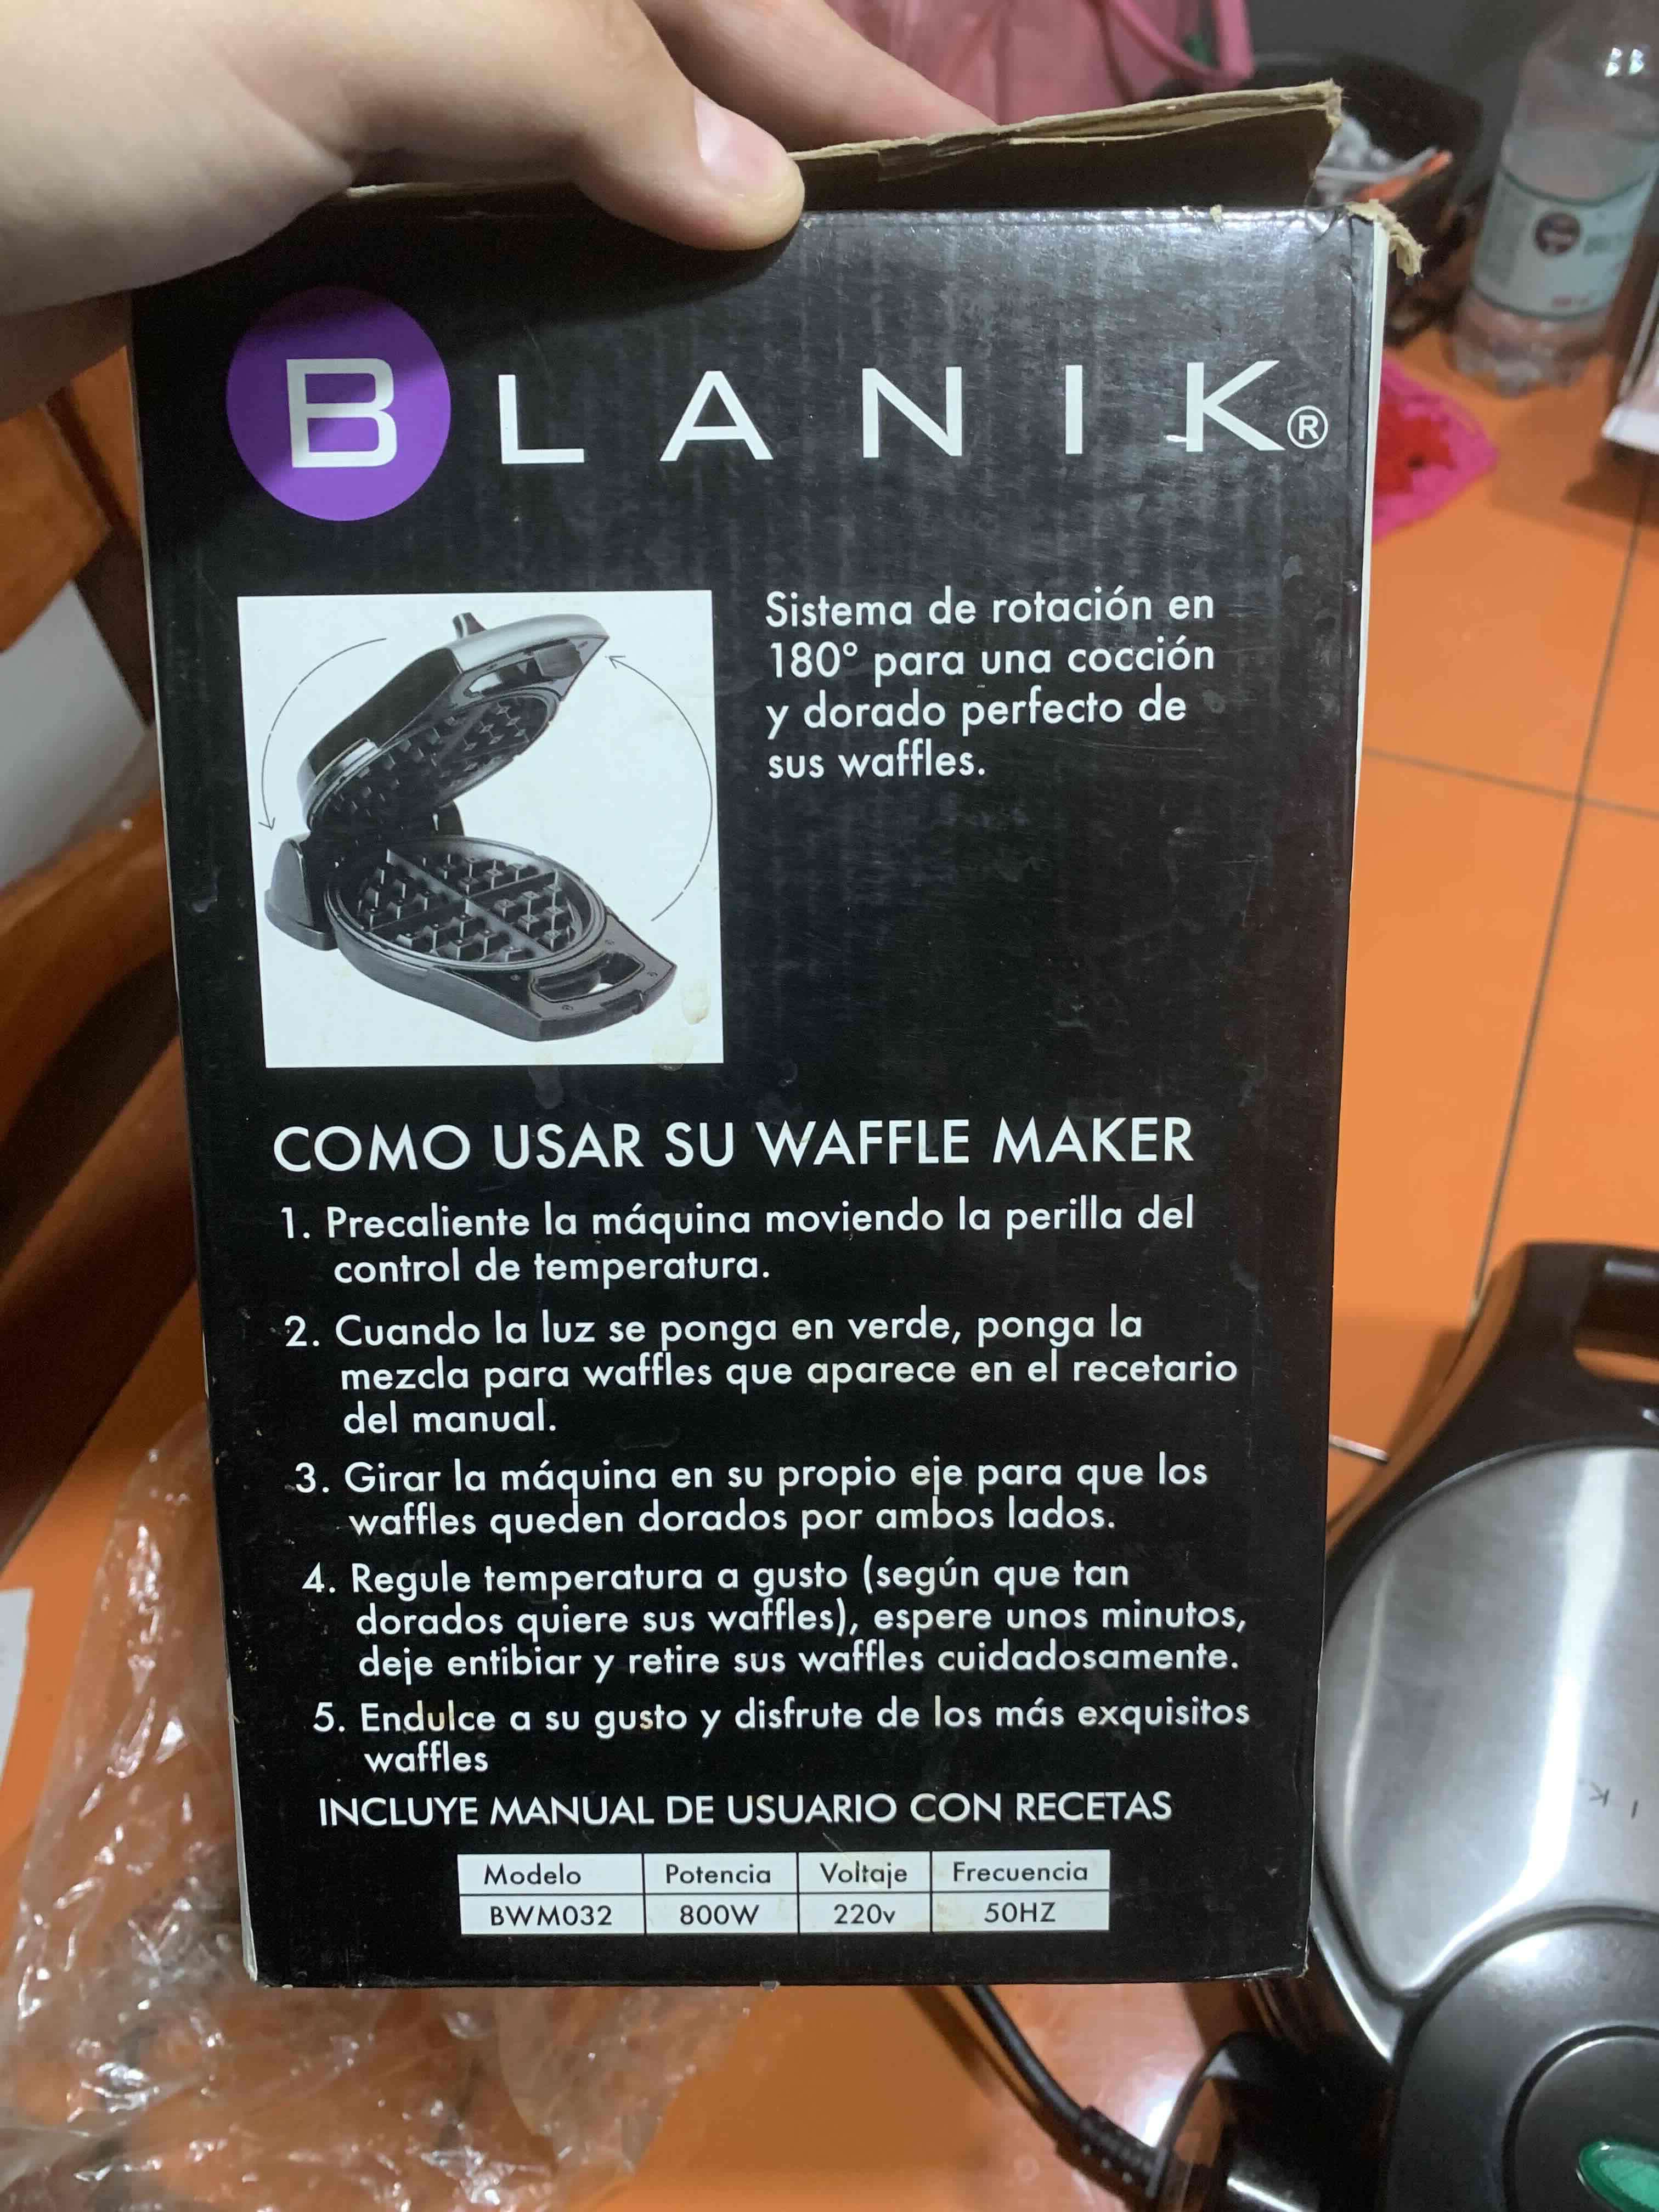 BLANIK®
Sistema de rotación en
180° para una cocción
y dorado perfecto de
sus waffles.
COMO USAR SU WAFFLE MAKER
1. Precaliente la máquina moviendo la perilla del
control de temperatura.
2. Cuando la luz se ponga en verde, ponga la
mezcla para waffles que aparece en el recetario
del manual.
3. Girar la máquina en su propio eje para que los
waffles queden dorados por ambos lados.
4. Regule temperatura a gusto (según que tan
dorados quiere sus waffles), espere unos minutos,
deje entibiar y retire sus waffles cuidadosamente.
5. Endulce a su gusto y disfrute de los más exquisitos
waffles
INCLUYE MANUAL DE USUARIO CON RECETAS
Modelo Potencia Voltaje Frecuencia
BWM032 800W 220v 50HZ
I K